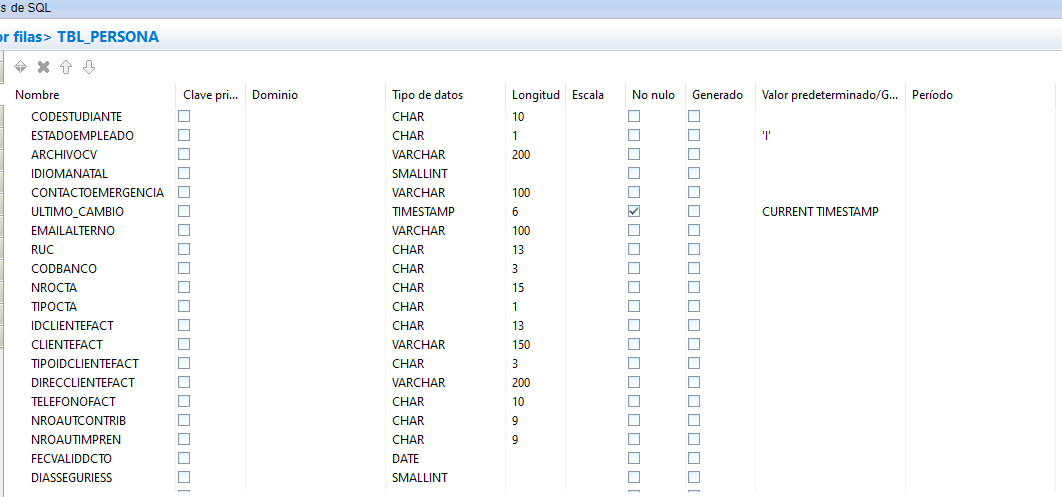 s de SQL
or filas> TBL_PERSONA
Nombre Clave pri... Dominio Tipo de datos Longitud Escala No nulo Generado Valor predeterminado/G... Período
CODESTUDIANTE CHAR 10
ESTADOEMPLEADO CHAR 1 'I'
ARCHIVOCV VARCHAR 200
IDIOMANATAL SMALLINT
CONTACTOEMERGENCIA VARCHAR 100
ULTIMO_CAMBIO TIMESTAMP 6 CURRENT TIMESTAMP
EMAILALTERNO VARCHAR 100
RUC CHAR 13
CODBANCO CHAR 3
NROCTA CHAR 15
TIPOCTA CHAR 1
IDCLIENTEFACT CHAR 13
CLIENTEFACT VARCHAR 150
TIPOIDCLIENTEFACT CHAR 3
DIRECCLIENTEFACT VARCHAR 200
TELEFONOFACT CHAR 10
NROAUTCONTRIB CHAR 9
NROAUTIMPREN CHAR 9
FECVALIDDCTO DATE
DIASSEGURIESS SMALLINT